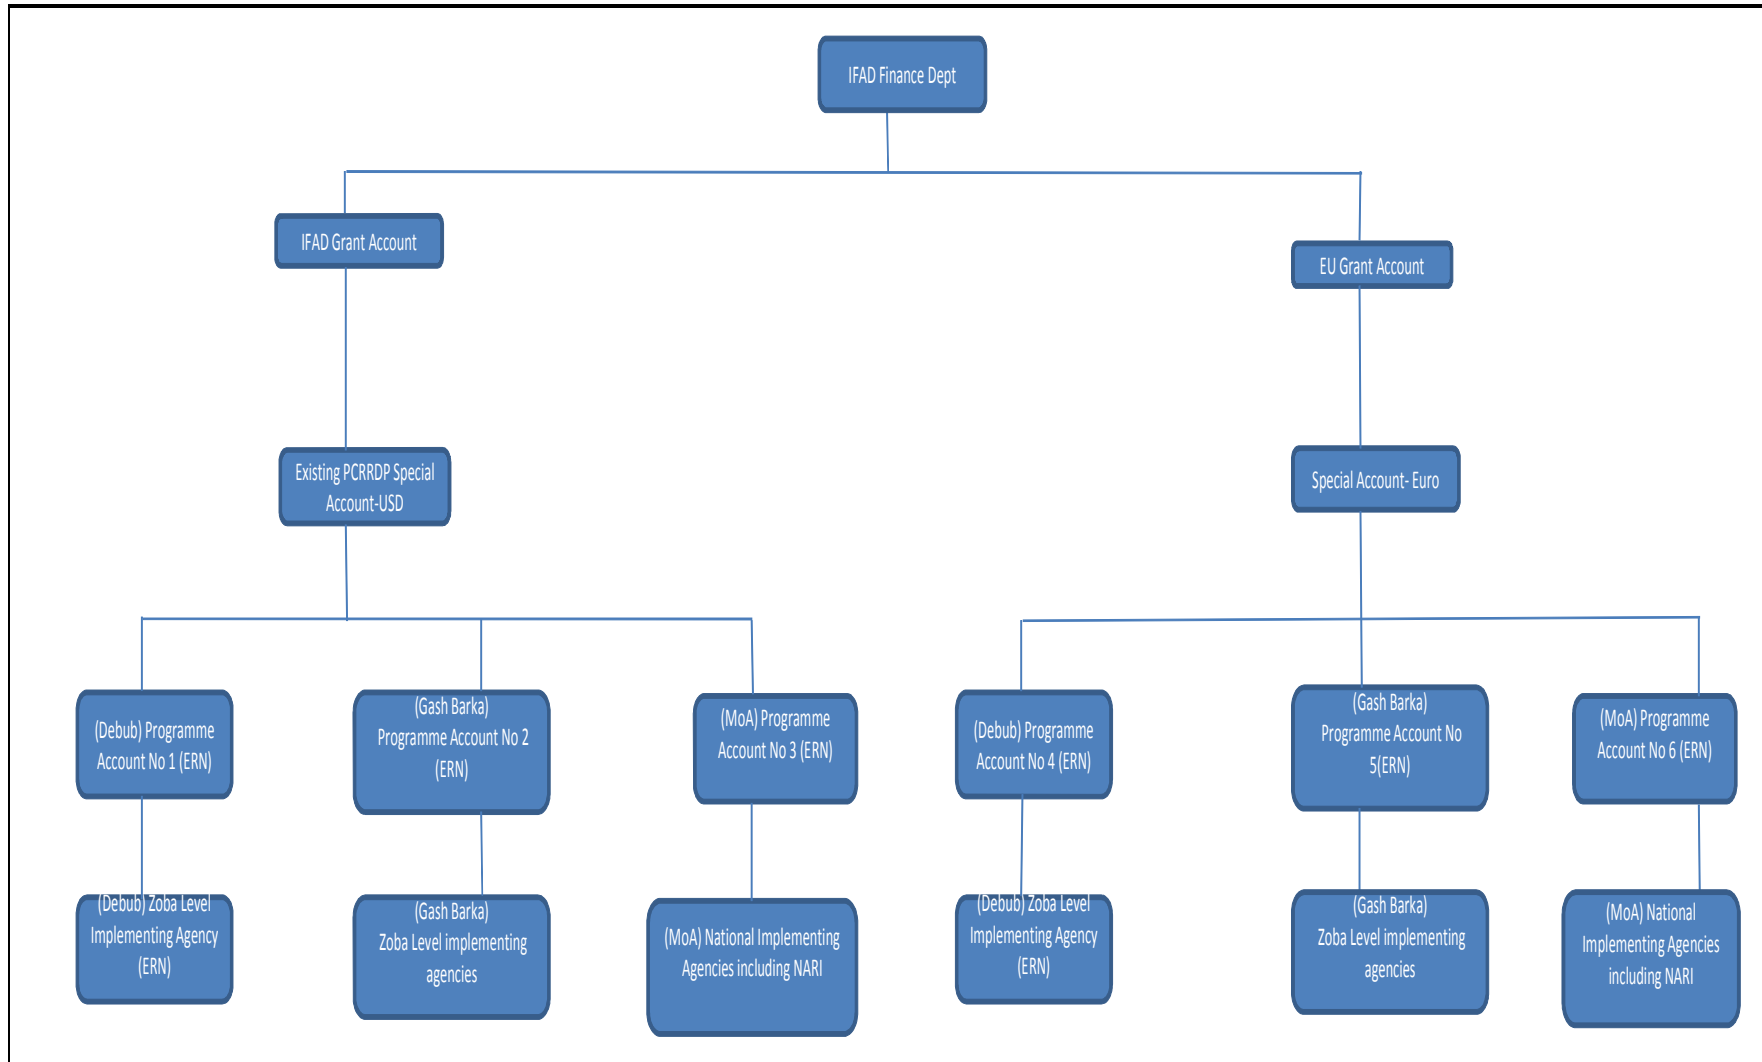 IFAD Finance Dept
IFAD Grant Account
EU Grant Account
Existing PCRRDP Special
Account-USD
Special Account- Euro
(Debub) Programme
Account No 1 (ERN)
(Gash Barka)
Programme Account No 2
(ERN)
(MoA) Programme
Account No 3 (ERN)
(Debub) Programme
Account No 4 (ERN)
(Gash Barka)
Programme Account No
5(ERN)
(MoA) Programme
Account No 6 (ERN)
(Debub) Zoba Level
Implementing Agency
(ERN)
(Gash Barka)
Zoba Level implementing
agencies
(MoA) National Implementing
Agencies including NARI
(Debub) Zoba Level
Implementing Agency
(ERN)
(Gash Barka)
Zoba Level implementing
agencies
(MoA) National
Implementing Agencies
including NARI